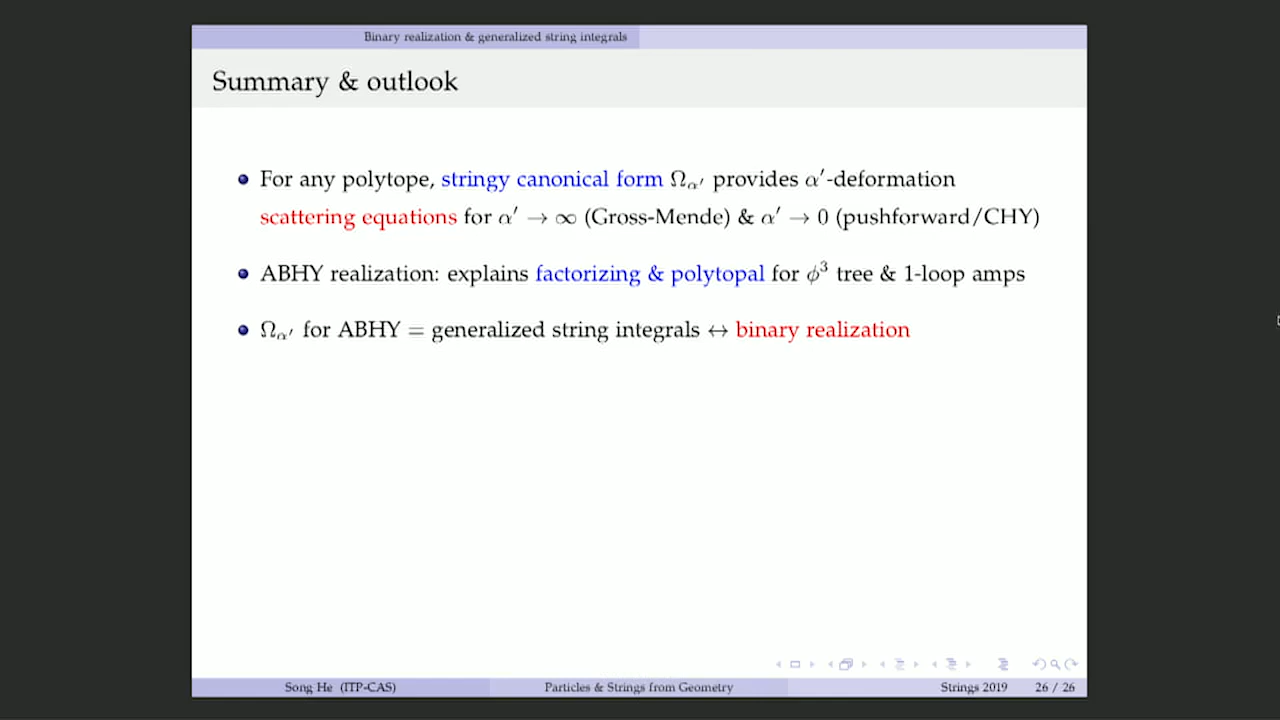 Binary realization & generalized string integrals
Summary & outlook
For any polytope, stringy canonical form Ω_α′ provides α′-deformation
scattering equations for α′ → ∞ (Gross-Mende) & α′ → 0 (pushforward/CHY)
ABHY realization: explains factorizing & polytopal for ϕ³ tree & 1-loop amps
Ω_α′ for ABHY = generalized string integrals ↔ binary realization
Song He (ITP-CAS) Particles & Strings from Geometry Strings 2019 26 / 26